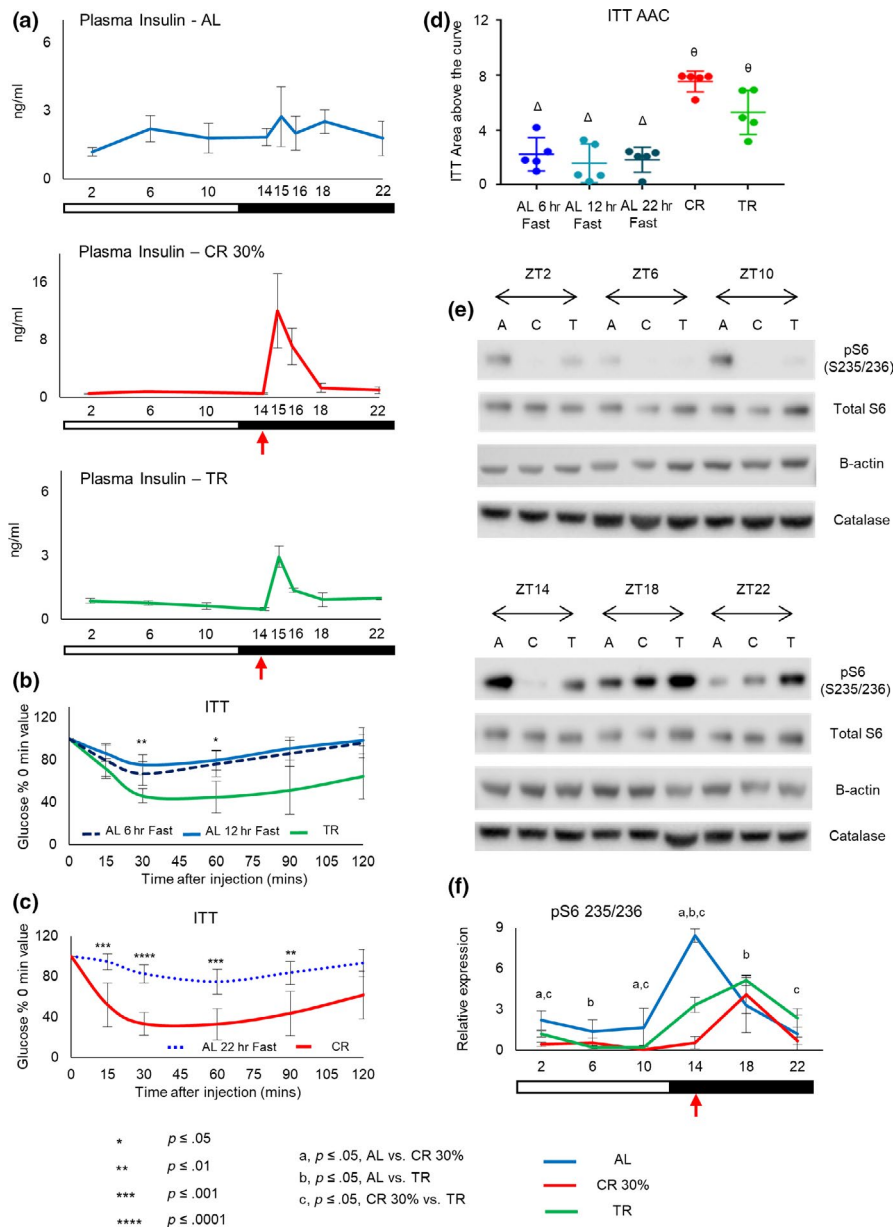 (a)
Plasma Insulin - AL
6
3
0
ng/ml
2 6 10 14 15 16 18 22
Plasma Insulin – CR 30%
16
8
0
ng/ml
2 6 10 14 15 16 18 22
Plasma Insulin – TR
6
3
0
ng/ml
2 6 10 14 15 16 18 22
(b)
ITT
120
80
40
0
Glucose % 0 min value
** *
AL 6 hr Fast AL 12 hr Fast TR
0 15 30 45 60 75 90 105 120
Time after injection (mins)
(c)
ITT
120
80
40
0
Glucose % 0 min value
*** **** *** **
AL 22 hr Fast CR
0 15 30 45 60 75 90 105 120
Time after injection (mins)
* p ≤ .05
** p ≤ .01
*** p ≤ .001
**** p ≤ .0001
a, p ≤ .05, AL vs. CR 30%
b, p ≤ .05, AL vs. TR
c, p ≤ .05, CR 30% vs. TR
(d)
ITT AAC
12
8
4
0
ITT Area above the curve
Δ Δ Δ θ θ
AL 6 hr Fast
AL 12 hr Fast
AL 22 hr Fast
CR
TR
(e)
ZT2 ZT6 ZT10
A C T A C T A C T
pS6
(S235/236)
Total S6
B-actin
Catalase
ZT14 ZT18 ZT22
A C T A C T A C T
pS6
(S235/236)
Total S6
B-actin
Catalase
(f)
pS6 235/236
9
6
3
0
Relative expression
a,c b a,c a,b,c b c
2 6 10 14 18 22
AL
CR 30%
TR